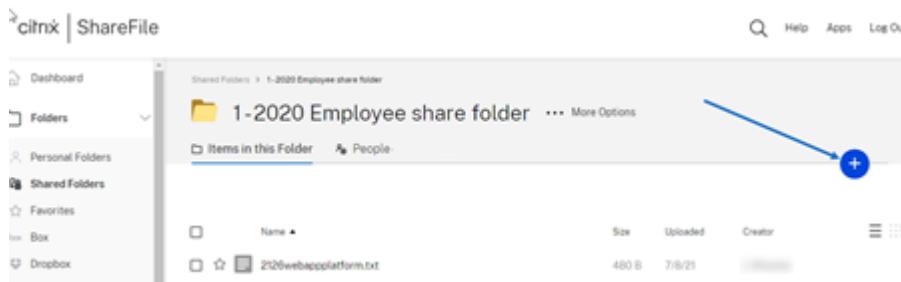 citrix | ShareFile
Help Apps Log Ou
Dashboard
Folders
Personal Folders
Shared Folders
Favorites
Box
Dropbox
Shared Folders > 1-2020 Employee share folder
1-2020 Employee share folder ••• More Options
Items in this Folder People
Name Size Uploaded Creator
2126webappplatform.txt 480 B 7/8/21